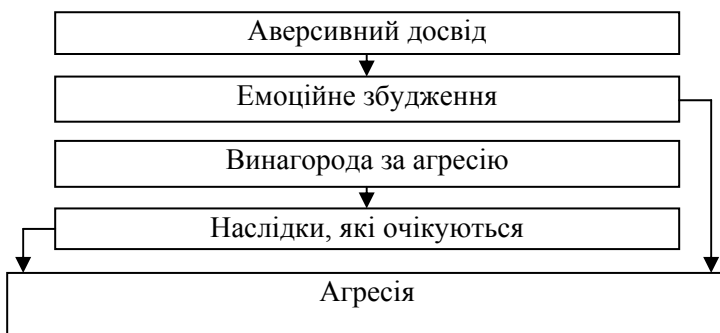 Аверсивний досвід
Емоційне збудження
Винагорода за агресію
Наслідки, які очікуються
Агресія